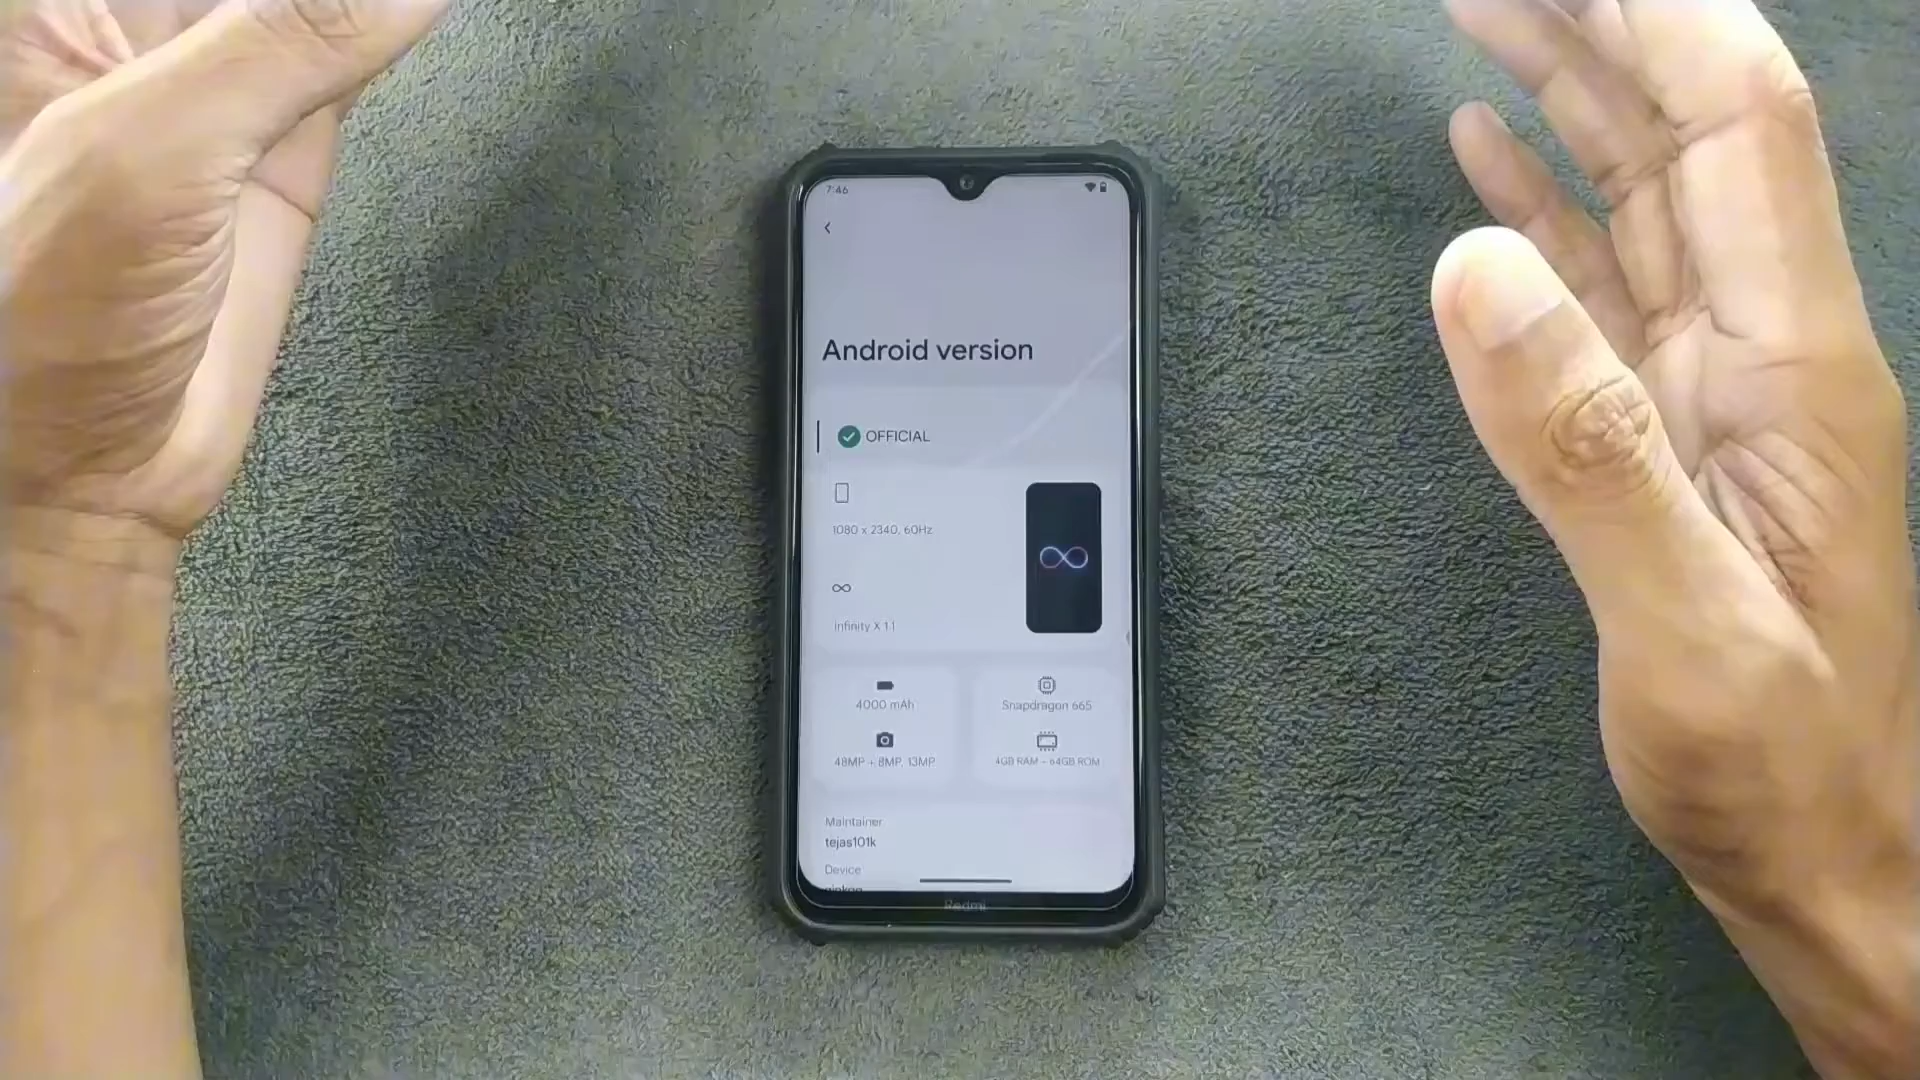 7:46
Android version
OFFICIAL
1080 x 2340, 60Hz
infinity X 1.1
4000 mAh
Snapdragon 665
48MP + 8MP, 13MP
4GB RAM - 64GB ROM
Maintainer
tejas101k
Device
Redmi